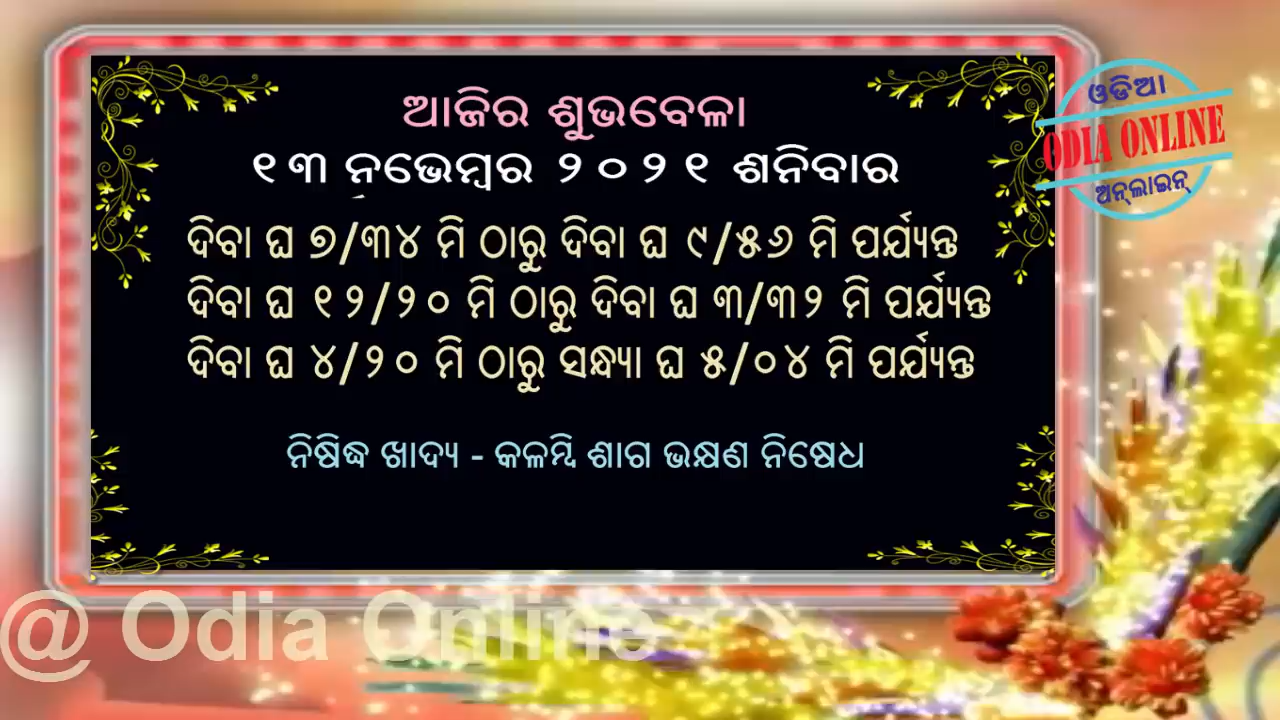 ଆଜିର ଶୁଭବେଳା
୧୩ ନଭେମ୍ବର ୨୦୨୧ ଶନିବାର
ଦିବା ଘ ୭/୩୪ ମି ଠାରୁ ଦିବା ଘ ୯/୫୬ ମି ପର୍ଯ୍ୟନ୍ତ
ଦିବା ଘ ୧୨/୨୦ ମି ଠାରୁ ଦିବା ଘ ୩/୩୨ ମି ପର୍ଯ୍ୟନ୍ତ
ଦିବା ଘ ୪/୨୦ ମି ଠାରୁ ସନ୍ଧ୍ୟା ଘ ୫/୦୪ ମି ପର୍ଯ୍ୟନ୍ତ
ନିଷିଦ୍ଧ ଖାଦ୍ୟ - କଳମ୍ବି ଶାଗ ଭକ୍ଷଣ ନିଷେଧ
ଓଡିଆ
ODIA ONLINE
ଅନ୍‌ଲାଇନ୍
@ Odia Online